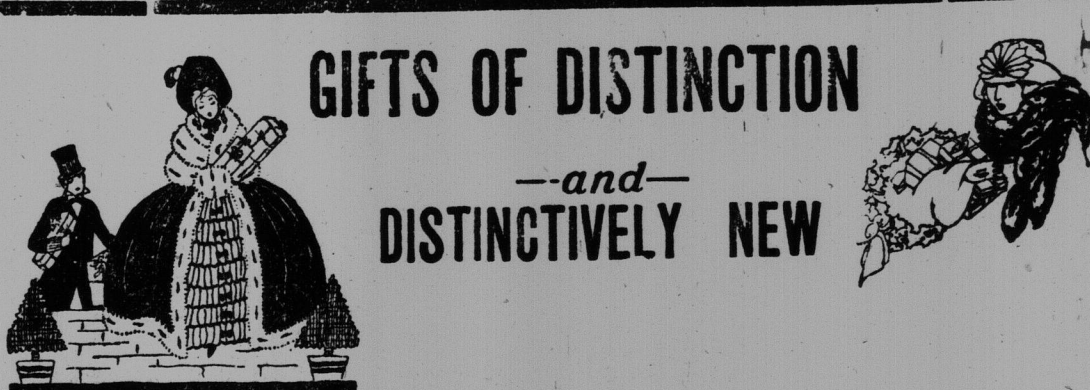 GIFTS OF DISTINCTION
—and—
DISTINCTIVELY NEW